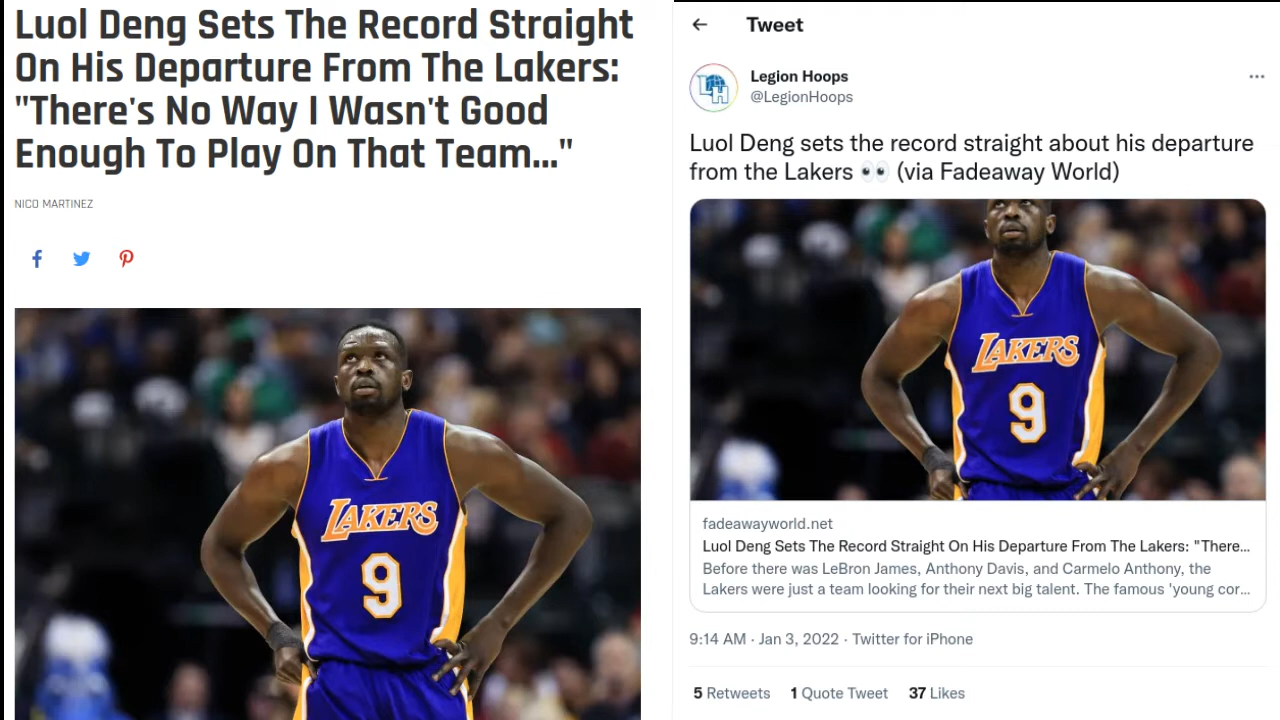 Luol Deng Sets The Record Straight
On His Departure From The Lakers:
"There's No Way I Wasn't Good
Enough To Play On That Team..."
NICO MARTINEZ
LAKERS
9
Tweet
Legion Hoops
@LegionHoops
Luol Deng sets the record straight about his departure
from the Lakers 👀 (via Fadeaway World)
LAKERS
9
fadeawayworld.net
Luol Deng Sets The Record Straight On His Departure From The Lakers: "There...
Before there was LeBron James, Anthony Davis, and Carmelo Anthony, the
Lakers were just a team looking for their next big talent. The famous 'young cor...
9:14 AM · Jan 3, 2022 · Twitter for iPhone
5 Retweets 1 Quote Tweet 37 Likes